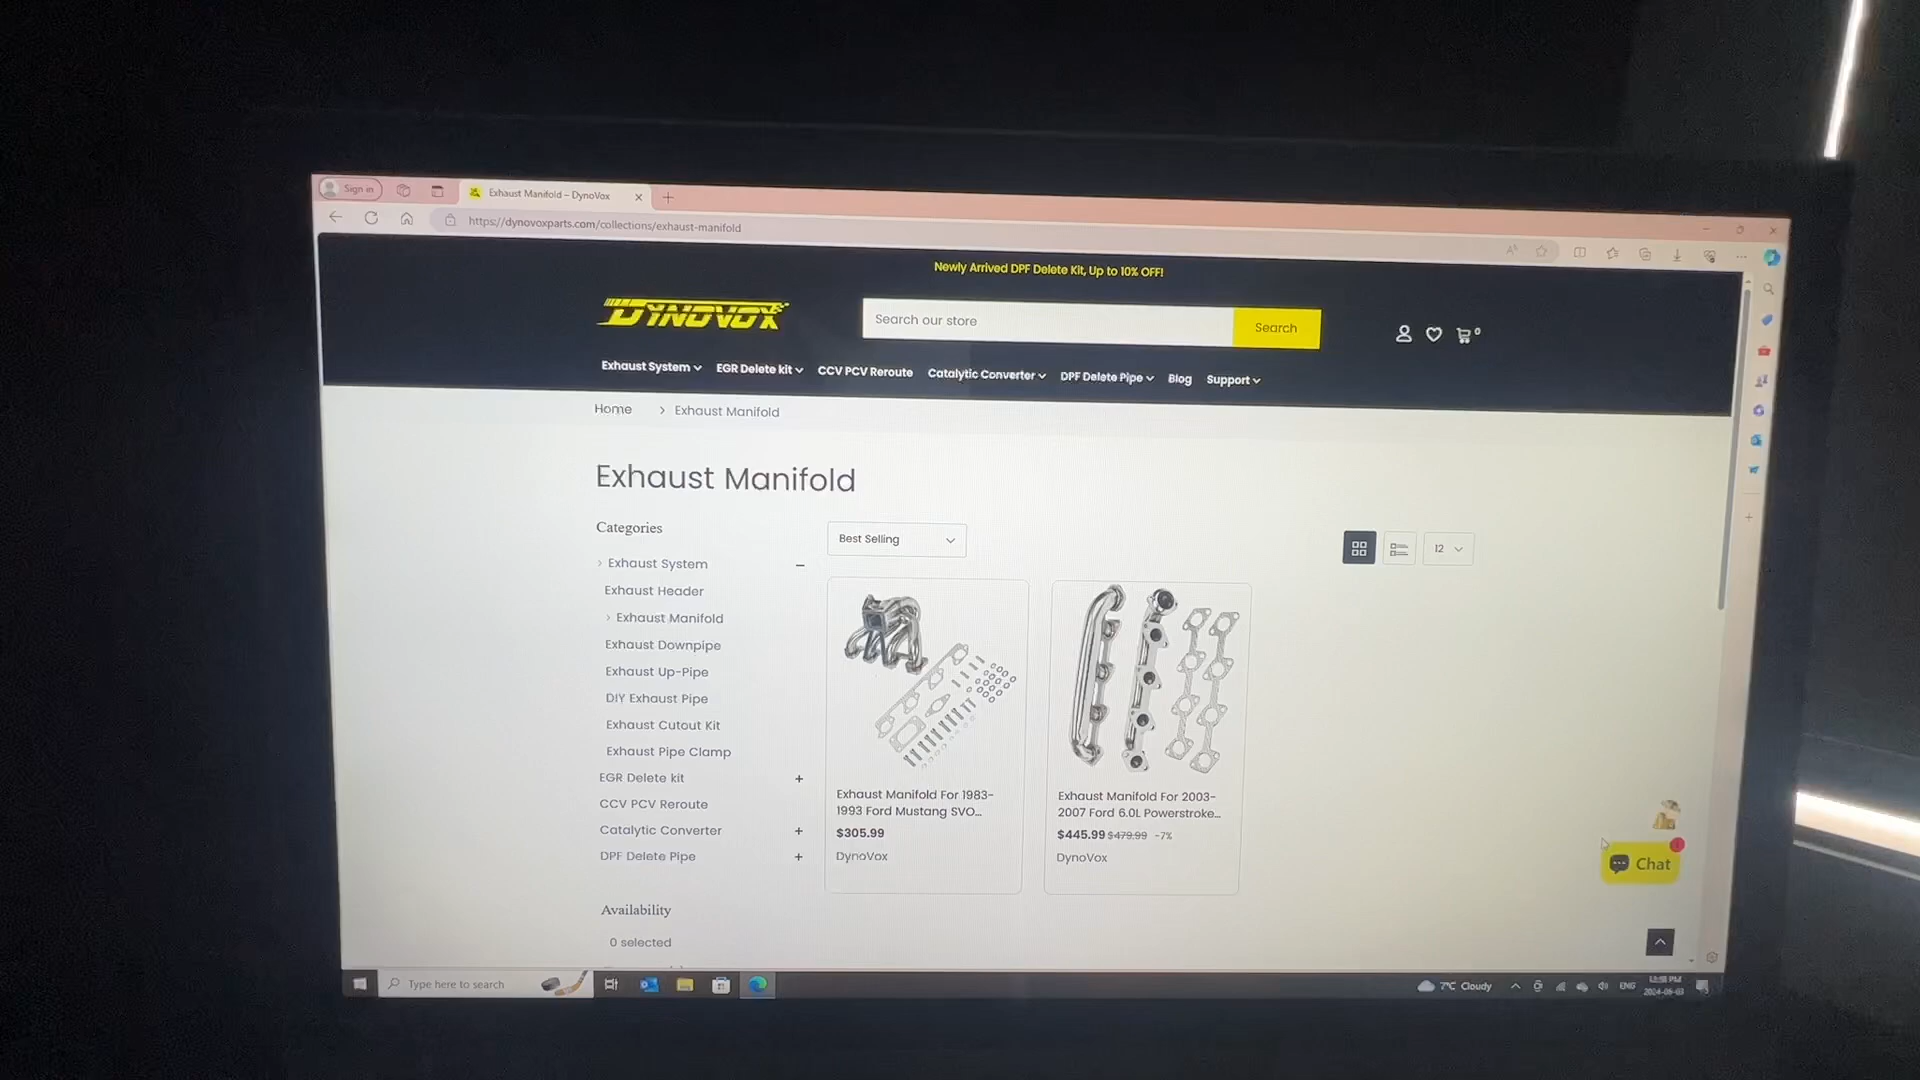 Sign in
Exhaust Manifold – DynoVox
https://dynovoxparts.com/collections/exhaust-manifold
Newly Arrived DPF Delete Kit, Up to 10% OFF!
DYNOVOX
Search our store
Search
0
Exhaust System
EGR Delete kit
CCV PCV Reroute
Catalytic Converter
DPF Delete Pipe
Blog
Support
Home > Exhaust Manifold
Exhaust Manifold
Categories
Best Selling
12
Exhaust System
Exhaust Header
Exhaust Manifold
Exhaust Downpipe
Exhaust Up-Pipe
DIY Exhaust Pipe
Exhaust Cutout Kit
Exhaust Pipe Clamp
EGR Delete kit
CCV PCV Reroute
Catalytic Converter
DPF Delete Pipe
Availability
0 selected
Exhaust Manifold For 1983-
1993 Ford Mustang SVO...
$305.99
DynoVox
Exhaust Manifold For 2003-
2007 Ford 6.0L Powerstroke...
$445.99 $479.99 -7%
DynoVox
Chat
Type here to search
7°C Cloudy
ENG
2024-06-03